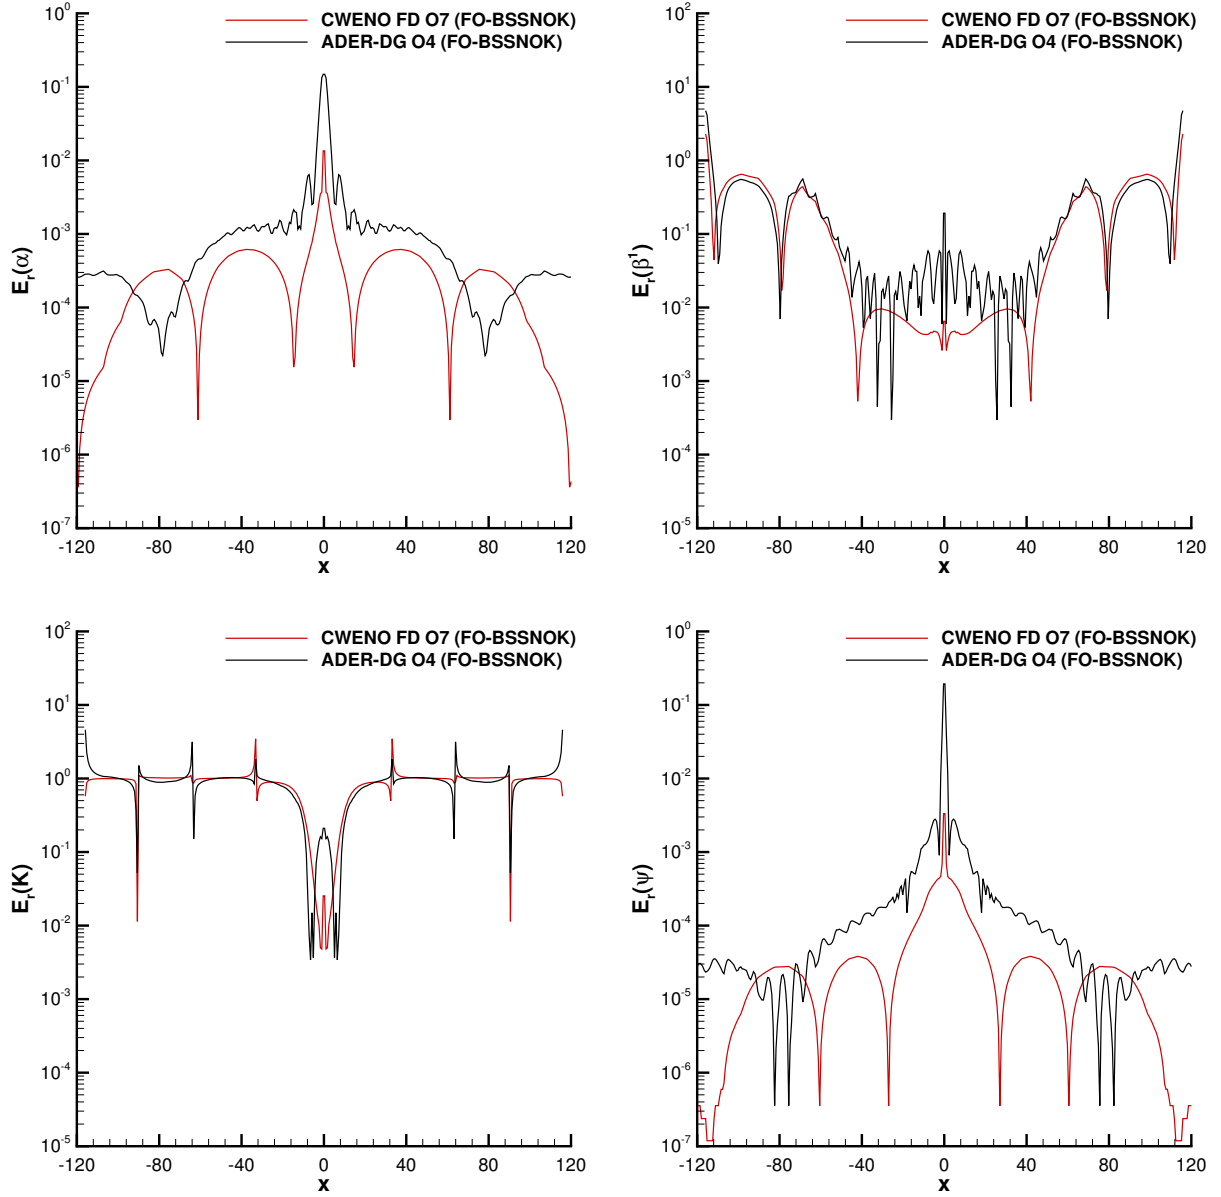 10^0
CWENO FD O7 (FO-BSSNOK)
ADER-DG O4 (FO-BSSNOK)
10^-1
10^-2
10^-3
10^-4
10^-5
10^-6
10^-7
E_r(α)
-120 -80 -40 0 40 80 120
x
10^2
CWENO FD O7 (FO-BSSNOK)
ADER-DG O4 (FO-BSSNOK)
10^1
10^0
10^-1
10^-2
10^-3
10^-4
10^-5
E_r(β^1)
-120 -80 -40 0 40 80 120
x
10^2
CWENO FD O7 (FO-BSSNOK)
ADER-DG O4 (FO-BSSNOK)
10^1
10^0
10^-1
10^-2
10^-3
10^-4
10^-5
E_r(K)
-120 -80 -40 0 40 80 120
x
10^0
CWENO FD O7 (FO-BSSNOK)
ADER-DG O4 (FO-BSSNOK)
10^-1
10^-2
10^-3
10^-4
10^-5
10^-6
10^-7
E_r(ψ)
-120 -80 -40 0 40 80 120
x